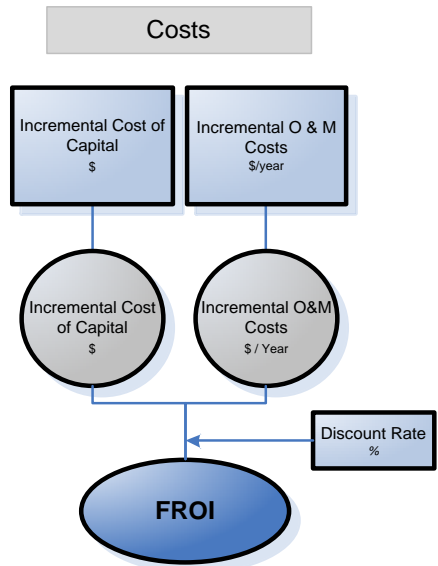 Costs
Incremental Cost of
Capital
$
Incremental O & M
Costs
$/year
Incremental Cost
of Capital
$
Incremental O&M
Costs
$ / Year
Discount Rate
%
FROI